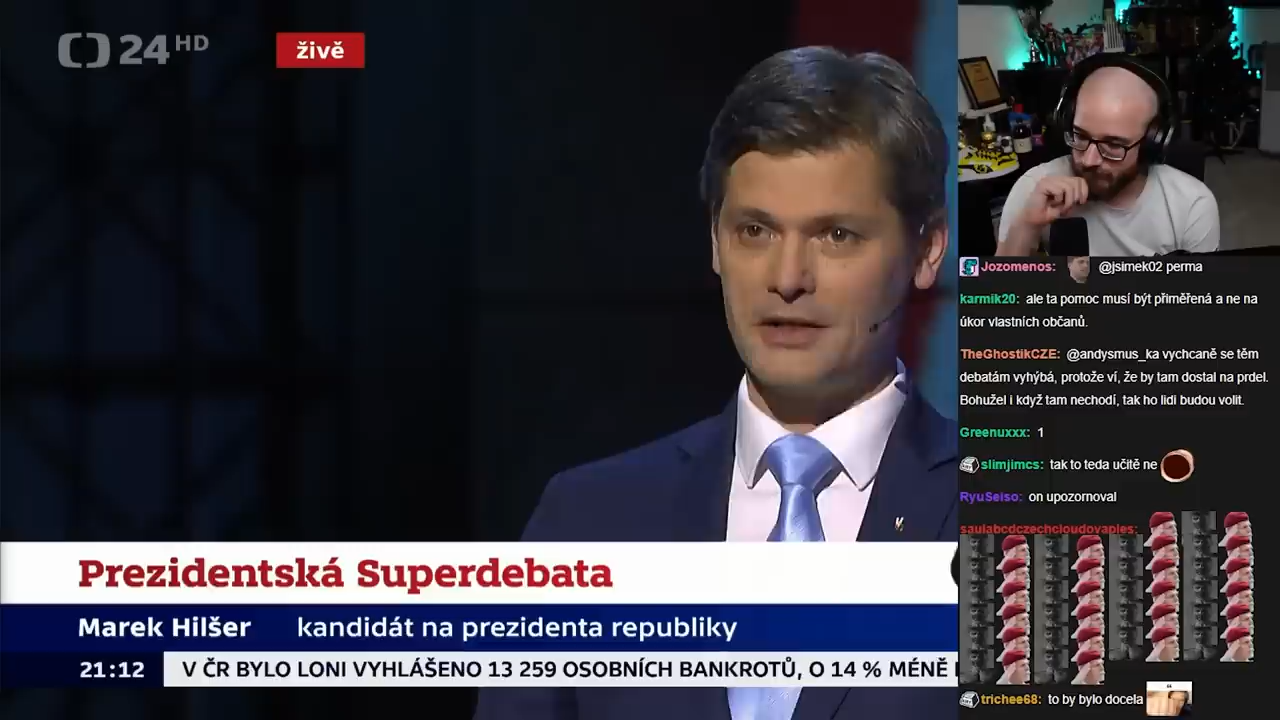 24 HD
živě
Prezidentská Superdebata
Marek Hilšer kandidát na prezidenta republiky
21:12 V ČR BYLO LONI VYHLÁŠENO 13 259 OSOBNÍCH BANKROTŮ, O 14 % MÉNĚ
Jozomenos: @jsimek02 perma
karmik20: ale ta pomoc musí být přiměřená a ne na
úkor vlastních občanů.
TheGhostikCZE: @andysmus_ka vychcaně se těm
debatám vyhýbá, protože ví, že by tam dostal na prdel.
Bohužel i když tam nechodí, tak ho lidi budou volit.
Greenuxxx: 1
slimjimcs: tak to teda učitě ne
RyuSeiso: on upozornoval
trichee68: to by bylo docela